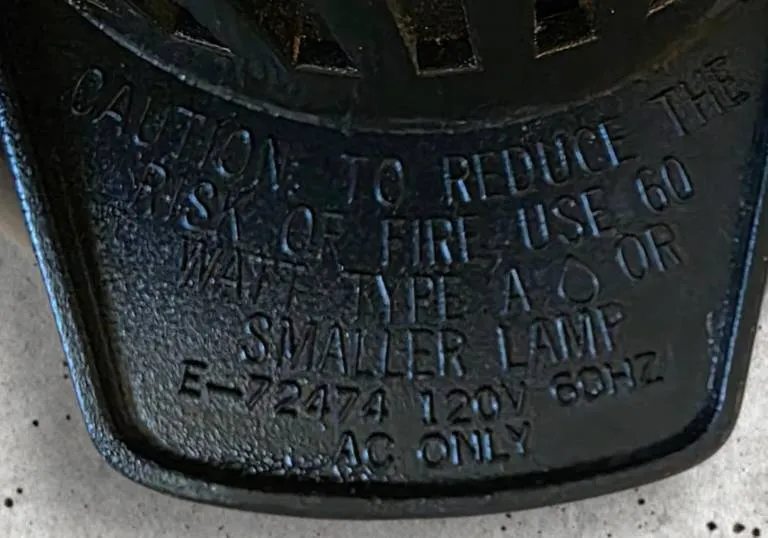 CAUTION: TO REDUCE THE
RISK OF FIRE USE 60
WATT TYPE A OR
SMALLER LAMP
E-72474 120V 60HZ
AC ONLY